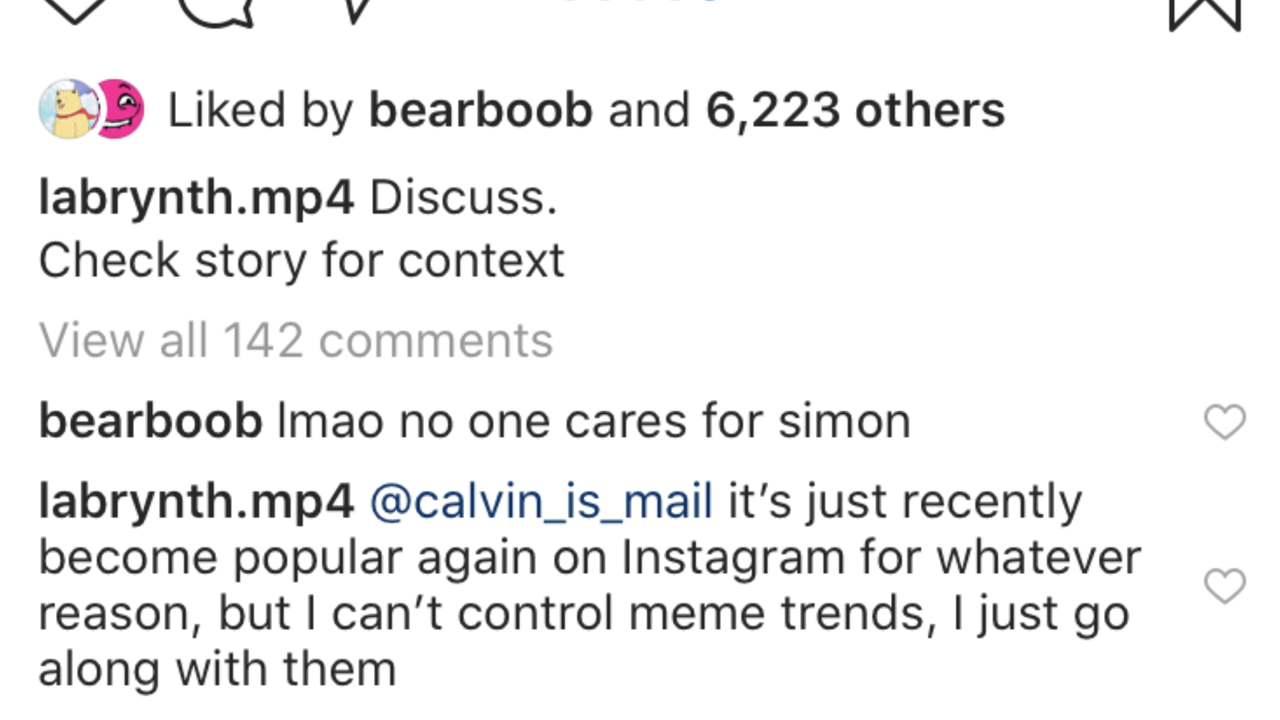 Liked by bearboob and 6,223 others
labrynth.mp4 Discuss.
Check story for context
View all 142 comments
bearboob lmao no one cares for simon
labrynth.mp4 @calvin_is_mail it’s just recently
become popular again on Instagram for whatever
reason, but I can’t control meme trends, I just go
along with them